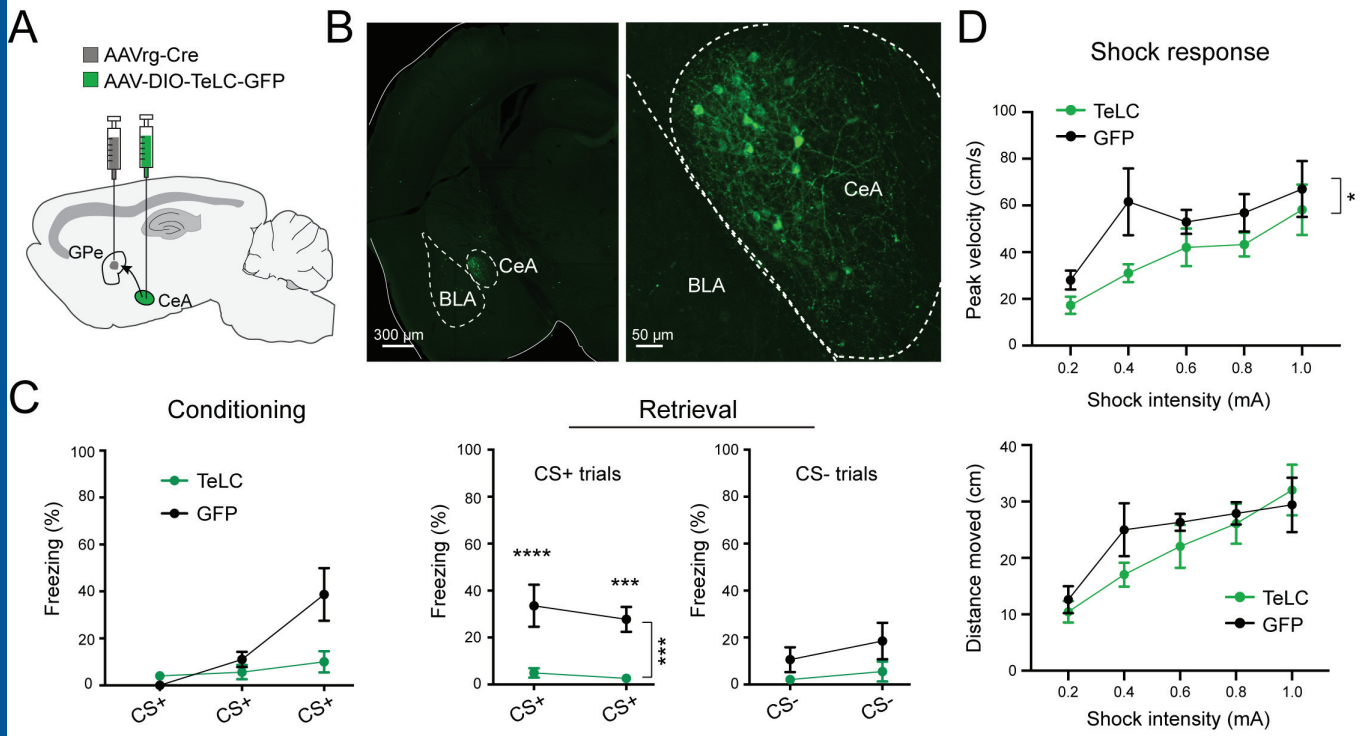 A
AAVrg-Cre
AAV-DIO-TeLC-GFP
GPe
CeA
B
BLA
CeA
300 µm
BLA
CeA
50 µm
C
Conditioning
Freezing (%)
100
80
60
40
20
0
TeLC
GFP
CS+
CS+
CS+
Retrieval
CS+ trials
Freezing (%)
100
80
60
40
20
0
****
***
***
CS+
CS+
CS- trials
Freezing (%)
100
80
60
40
20
0
CS-
CS-
D
Shock response
TeLC
GFP
Peak velocity (cm/s)
100
80
60
40
20
0
*
0.2 0.4 0.6 0.8 1.0
Shock intensity (mA)
Distance moved (cm)
40
30
20
10
0
TeLC
GFP
0.2 0.4 0.6 0.8 1.0
Shock intensity (mA)